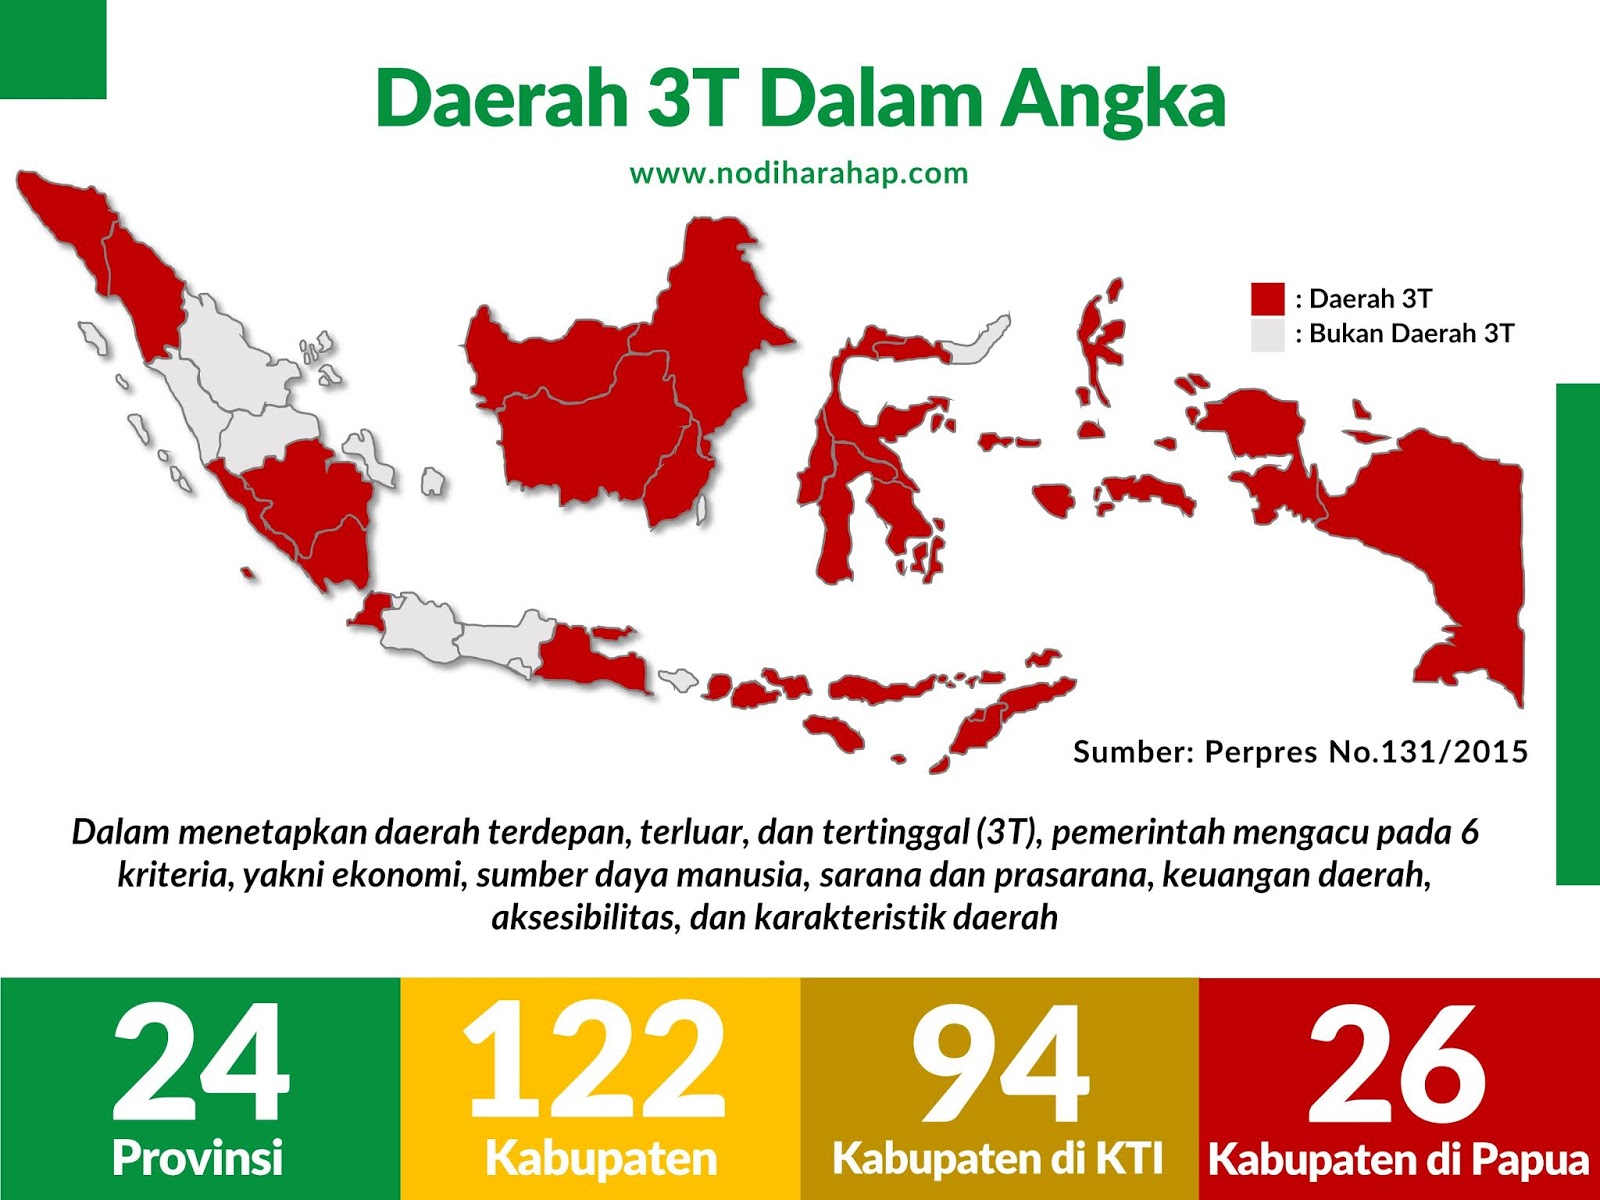 Daerah 3T Dalam Angka
www.nodiharahap.com
: Daerah 3T
: Bukan Daerah 3T
Sumber: Perpres No.131/2015
Dalam menetapkan daerah terdepan, terluar, dan tertinggal (3T), pemerintah mengacu pada 6
kriteria, yakni ekonomi, sumber daya manusia, sarana dan prasarana, keuangan daerah,
aksesibilitas, dan karakteristik daerah
24
Provinsi
122
Kabupaten
94
Kabupaten di KTI
26
Kabupaten di Papua